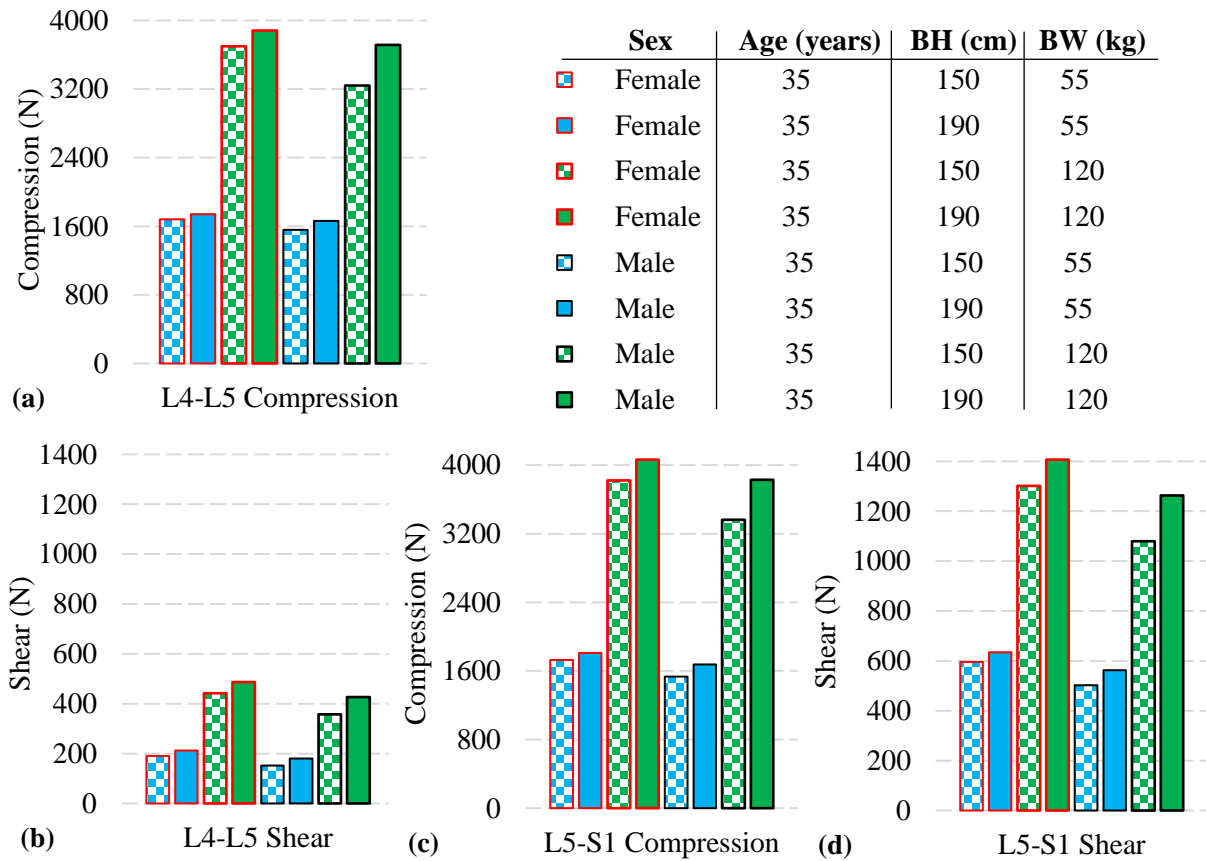 4000
3200
2400
1600
800
0
Compression (N)
(a)
L4-L5 Compression
Sex Age (years) BH (cm) BW (kg)
Female 35 150 55
Female 35 190 55
Female 35 150 120
Female 35 190 120
Male 35 150 55
Male 35 190 55
Male 35 150 120
Male 35 190 120
1400
1200
1000
800
600
400
200
0
Shear (N)
(b)
L4-L5 Shear
4000
3200
2400
1600
800
0
Compression (N)
(c)
L5-S1 Compression
1400
1200
1000
800
600
400
200
0
Shear (N)
(d)
L5-S1 Shear